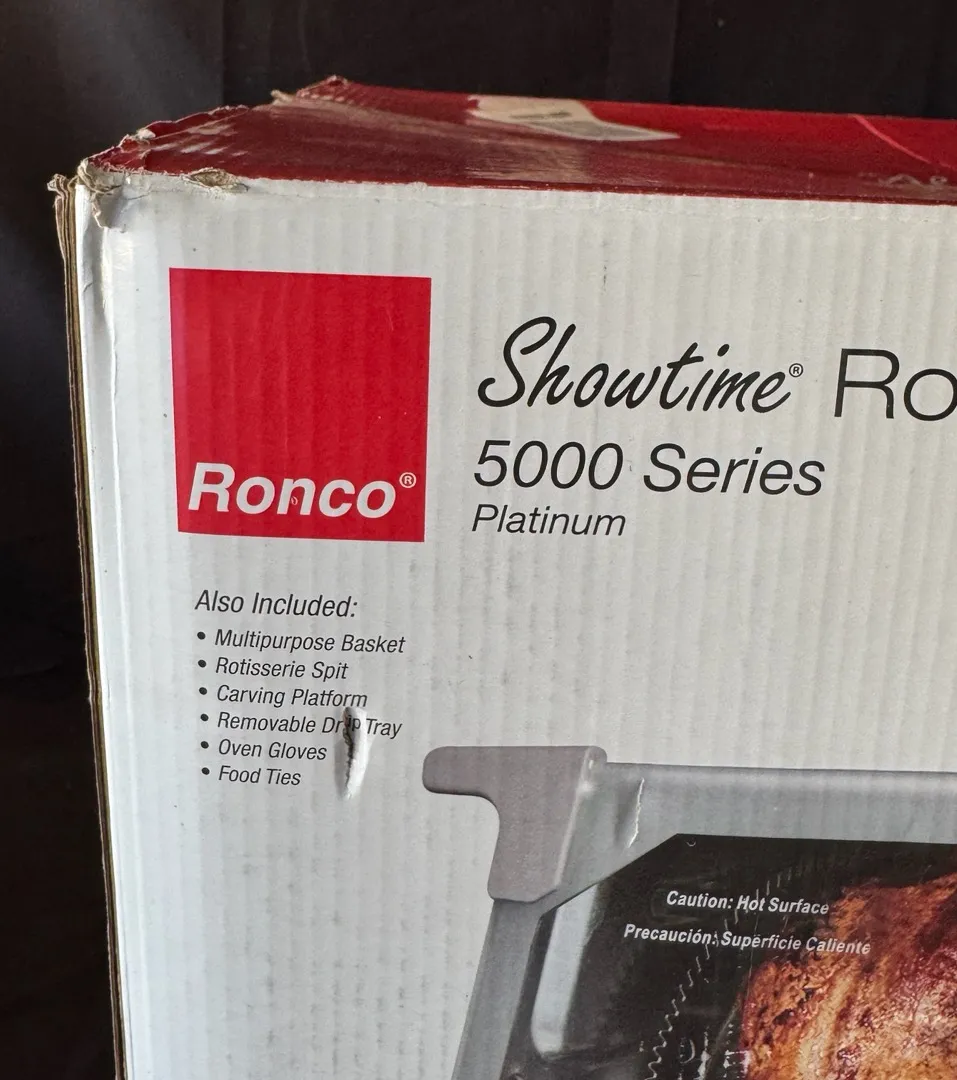 Showtime® Ro
5000 Series
Platinum
Ronco®
Also Included:
• Multipurpose Basket
• Rotisserie Spit
• Carving Platform
• Removable Drip Tray
• Oven Gloves
• Food Ties
Caution: Hot Surface
Precaución: Superficie Caliente